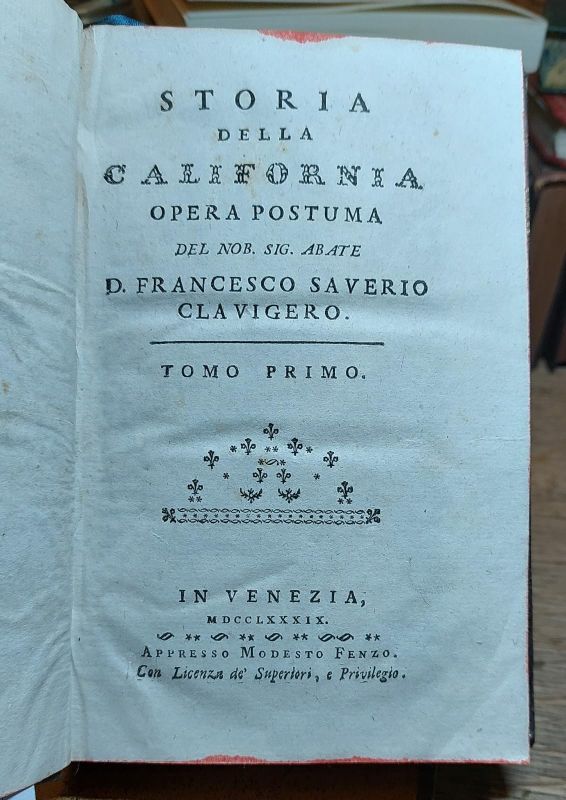 STORIA
DELLA
CALIFORNIA
OPERA POSTUMA
DEL NOB. SIG. ABATE
D. FRANCESCO SAVERIO
CLAVIGERO.
TOMO PRIMO.
IN VENEZIA,
MDCCLXXXIX.
APPRESSO MODESTO FENZO.
Con Licenza de' Superiori, e Privilegio.